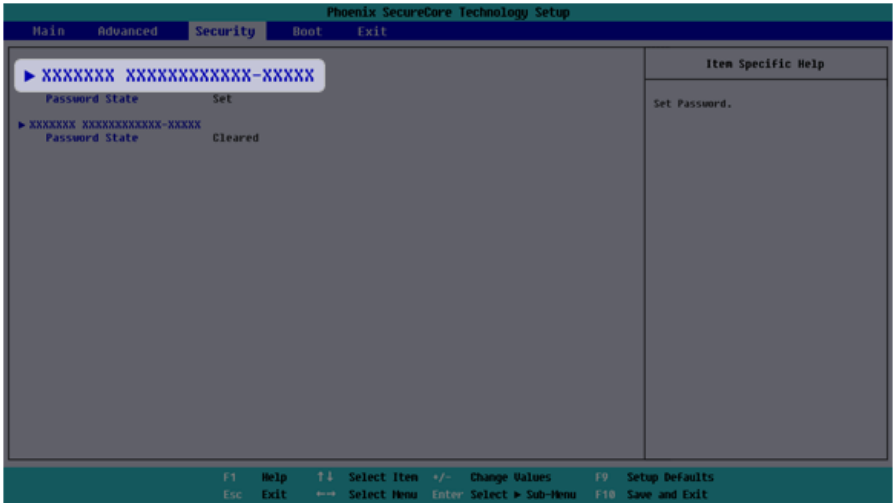 Phoenix SecureCore Technology Setup
Main Advanced Security Boot Exit
Item Specific Help
▶ XXXXXXX XXXXXXXXXXXX-XXXXX
Password State Set
Set Password.
▶ XXXXXXX XXXXXXXXXXXX-XXXXX
Password State Cleared
F1 Help ↑↓ Select Item +/- Change Values F9 Setup Defaults
Esc Exit ←→ Select Menu Enter Select ▶ Sub-Menu F10 Save and Exit